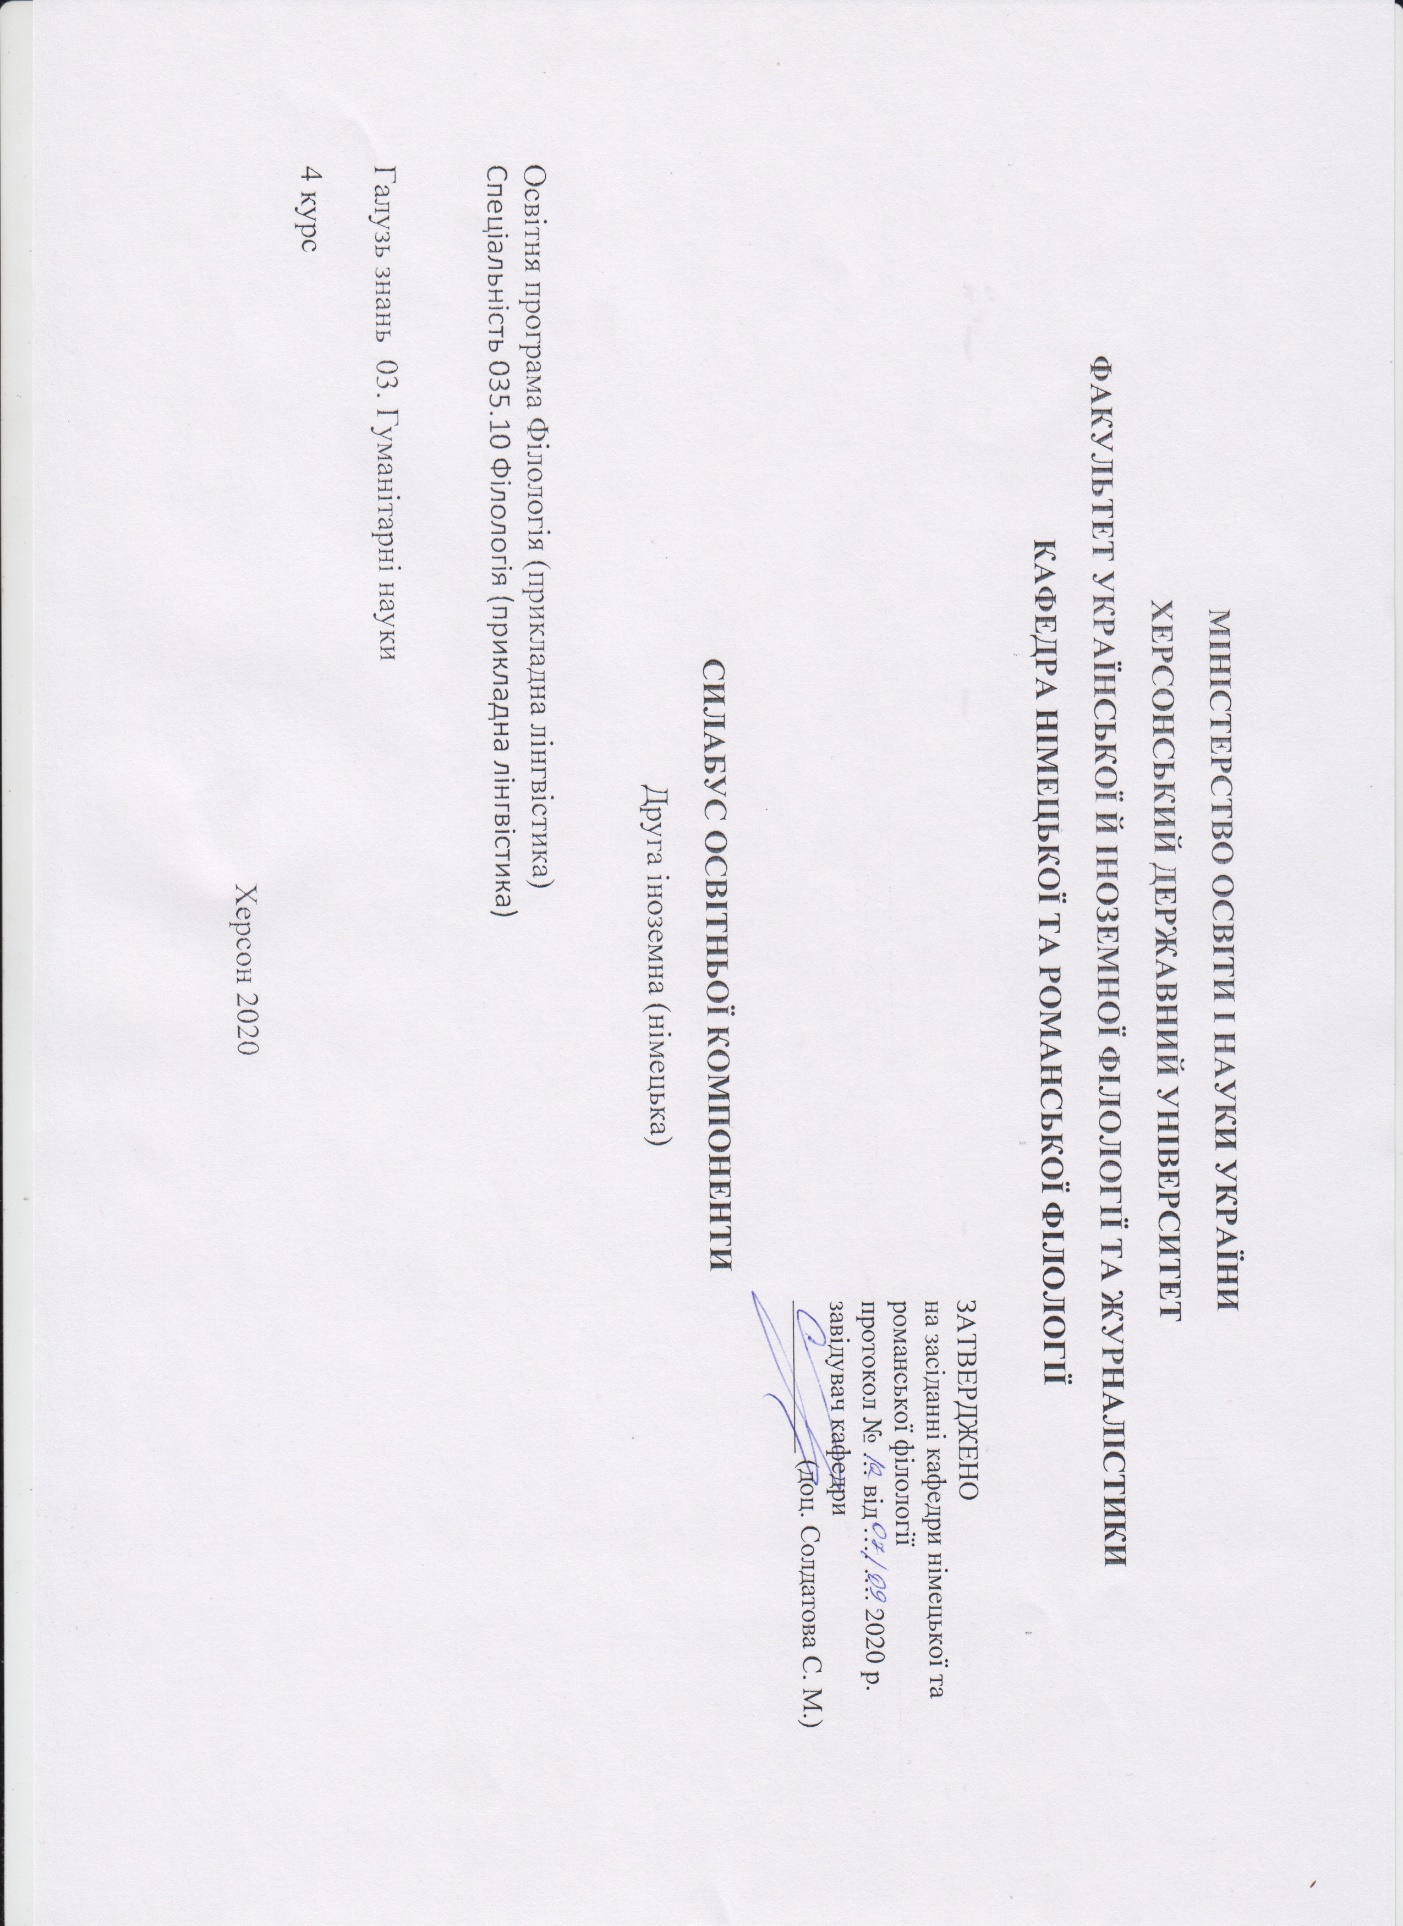 МІНІСТЕРСТВО ОСВІТИ І НАУКИ УКРАЇНИ
ХЕРСОНСЬКИЙ ДЕРЖАВНИЙ УНІВЕРСИТЕТ
ФАКУЛЬТЕТ УКРАЇНСЬКОЇ Й ІНОЗЕМНОЇ ФІЛОЛОГІЇ ТА ЖУРНАЛІСТИКИ
КАФЕДРА НІМЕЦЬКОЇ ТА РОМАНСЬКОЇ ФІЛОЛОГІЇ
ЗАТВЕРДЖЕНО
на засіданні кафедри німецької та
романської філології
протокол № від 07/09 2020 р.
завідувач кафедри
(доц. Солдатова С. М.)
СИЛАБУС ОСВІТНЬОЇ КОМПОНЕНТИ
Друга іноземна (німецька)
Освітня програма Філологія (прикладна лінгвістика)
Спеціальність 035.10 Філологія (прикладна лінгвістика)
Галузь знань 03. Гуманітарні науки
4 курс
Херсон 2020